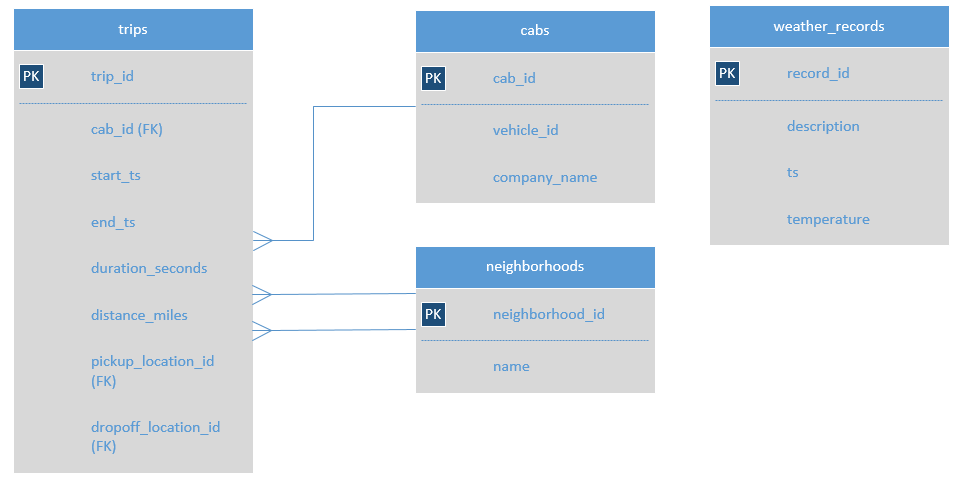 trips
PK trip_id
cab_id (FK)
start_ts
end_ts
duration_seconds
distance_miles
pickup_location_id
(FK)
dropoff_location_id
(FK)
cabs
PK cab_id
vehicle_id
company_name
neighborhoods
PK neighborhood_id
name
weather_records
PK record_id
description
ts
temperature